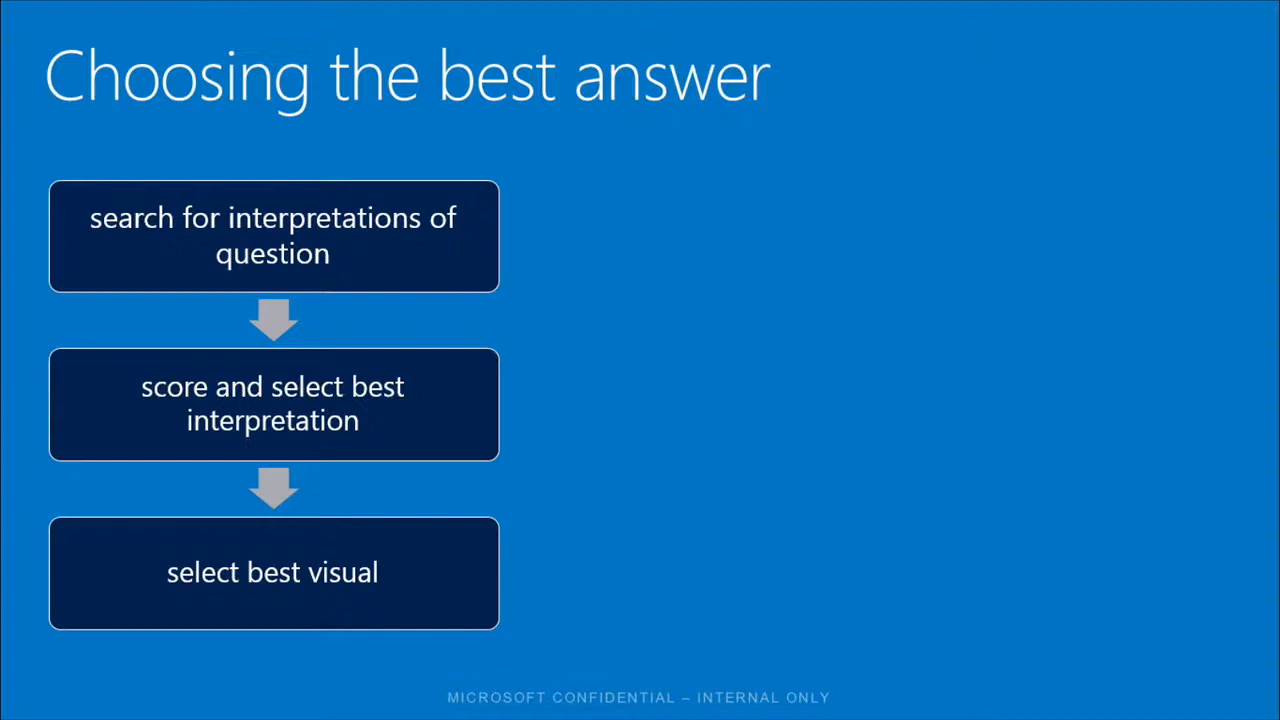 Choosing the best answer
search for interpretations of
question
score and select best
interpretation
select best visual
MICROSOFT CONFIDENTIAL – INTERNAL ONLY